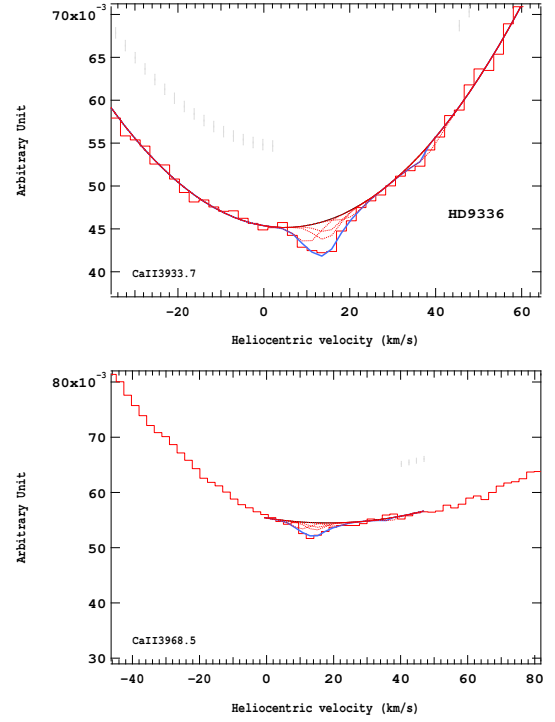 70x10⁻³
65
60
55
50
45
40
Arbitrary Unit
HD9336
CaII3933.7
-20
0
20
40
60
Heliocentric velocity (km/s)
80x10⁻³
70
60
50
40
30
Arbitrary Unit
CaII3968.5
-40
-20
0
20
40
60
80
Heliocentric velocity (km/s)